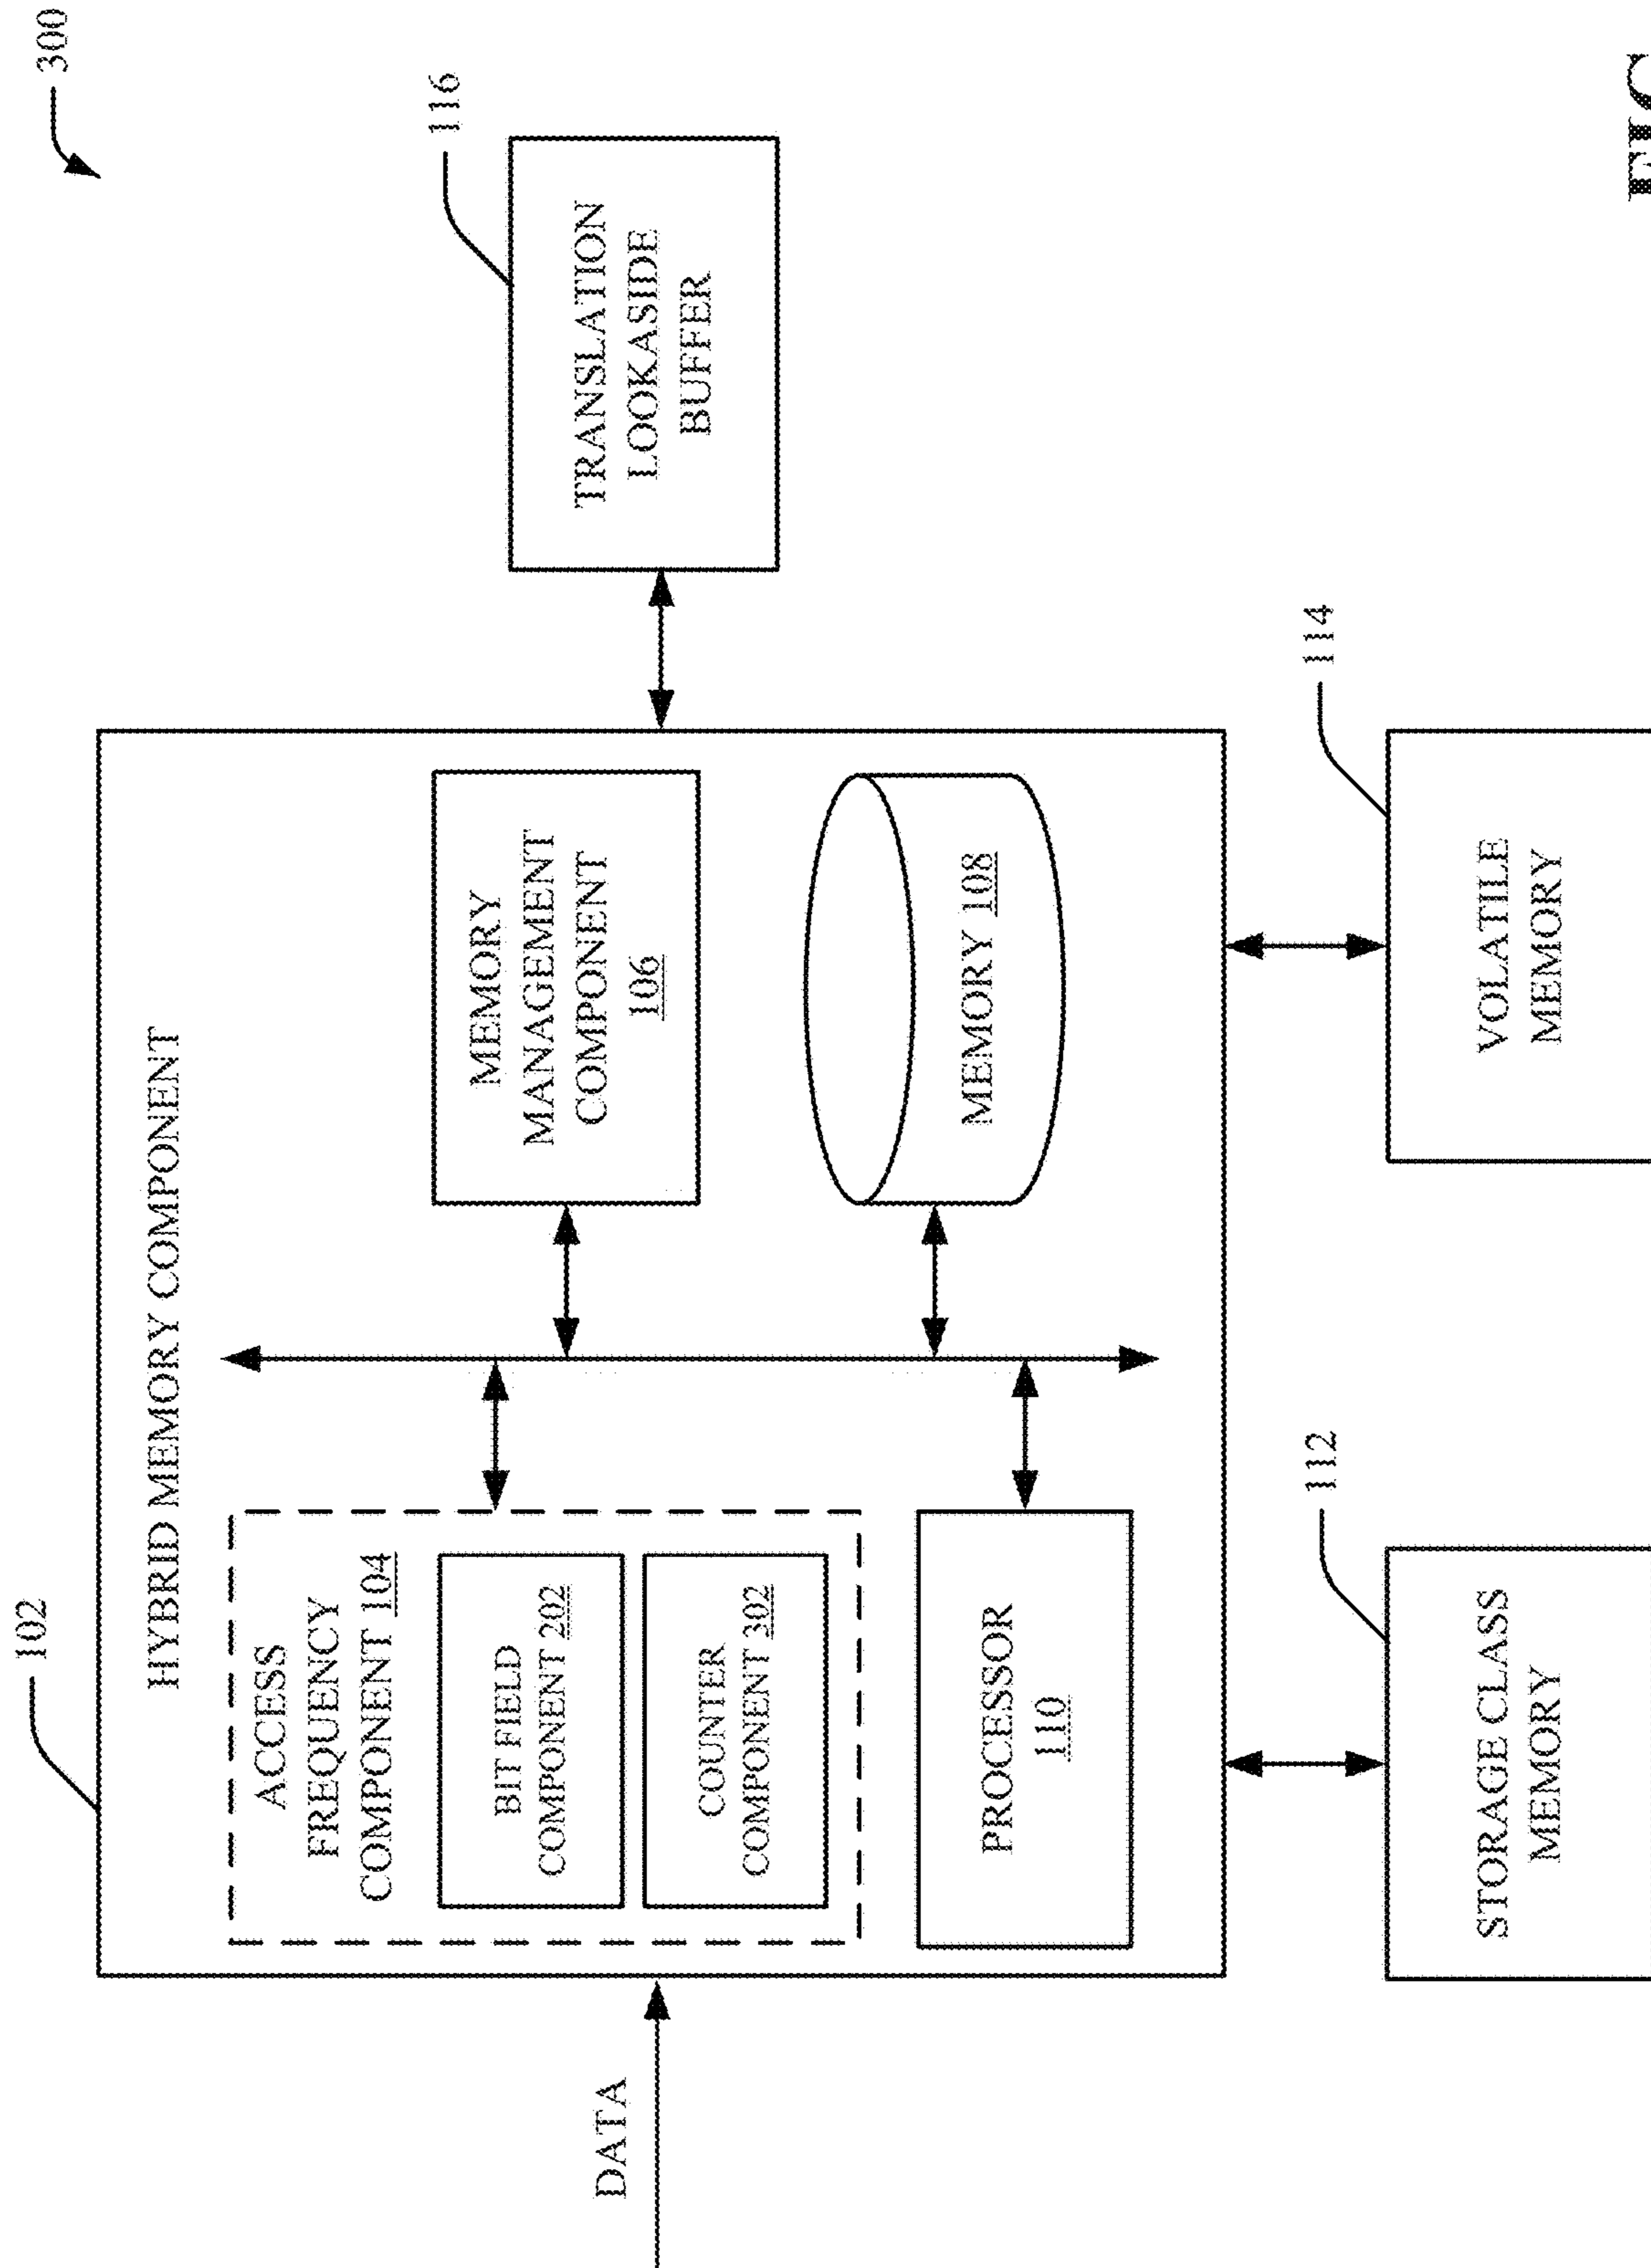 300
102
HYBRID MEMORY COMPONENT
ACCESS
FREQUENCY
COMPONENT 104
BIT FIELD
COMPONENT 202
COUNTER
COMPONENT 302
PROCESSOR
110
MEMORY
MANAGEMENT
COMPONENT
106
MEMORY 108
DATA
116
TRANSLATION
LOOKASIDE
BUFFER
112
STORAGE CLASS
MEMORY
114
VOLATILE
MEMORY